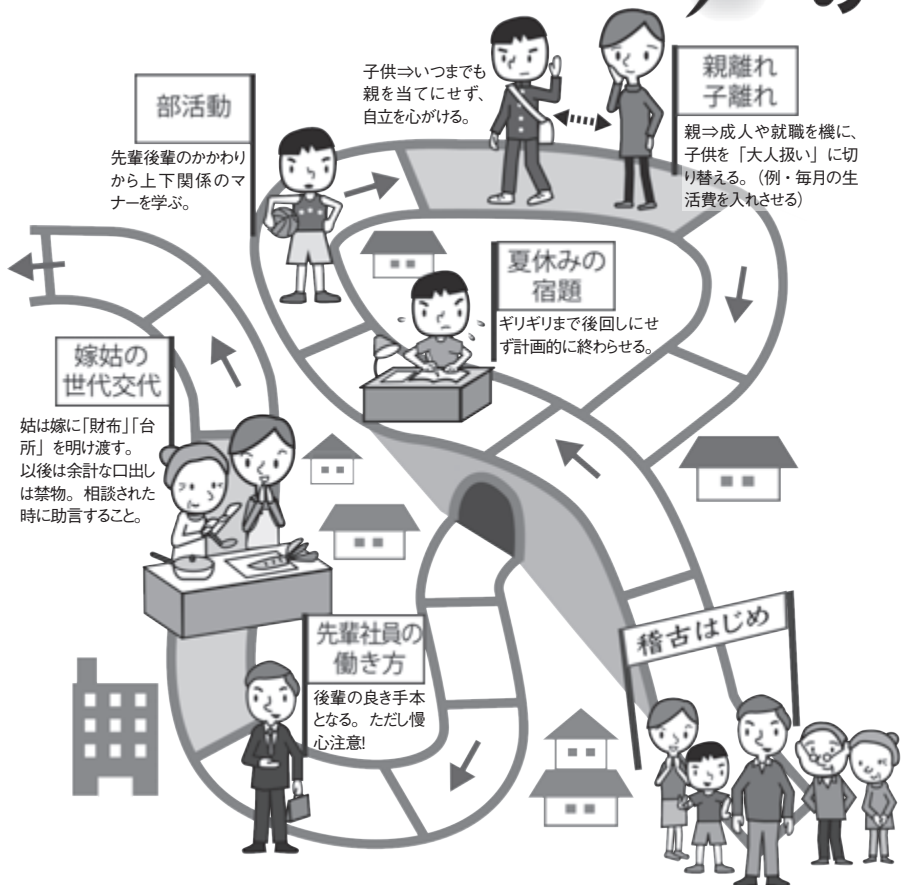 の
部活動
先輩後輩のかかわり
から上下関係のマ
ナーを学ぶ。
子供⇒いつまでも
親を当てにせず、
自立を心がける。
親離れ
子離れ
親⇒成人や就職を機に、
子供を「大人扱い」に切
り替える。（例・毎月の生
活費を入れさせる）
夏休みの
宿題
ギリギリまで後回しにせ
ず計画的に終わらせる。
嫁姑の
世代交代
姑は嫁に「財布」「台
所」を明け渡す。
以後は余計な口出し
は禁物。相談された
時に助言すること。
先輩社員の
働き方
後輩の良き手本
となる。ただし慢
心注意!
稽古はじめ